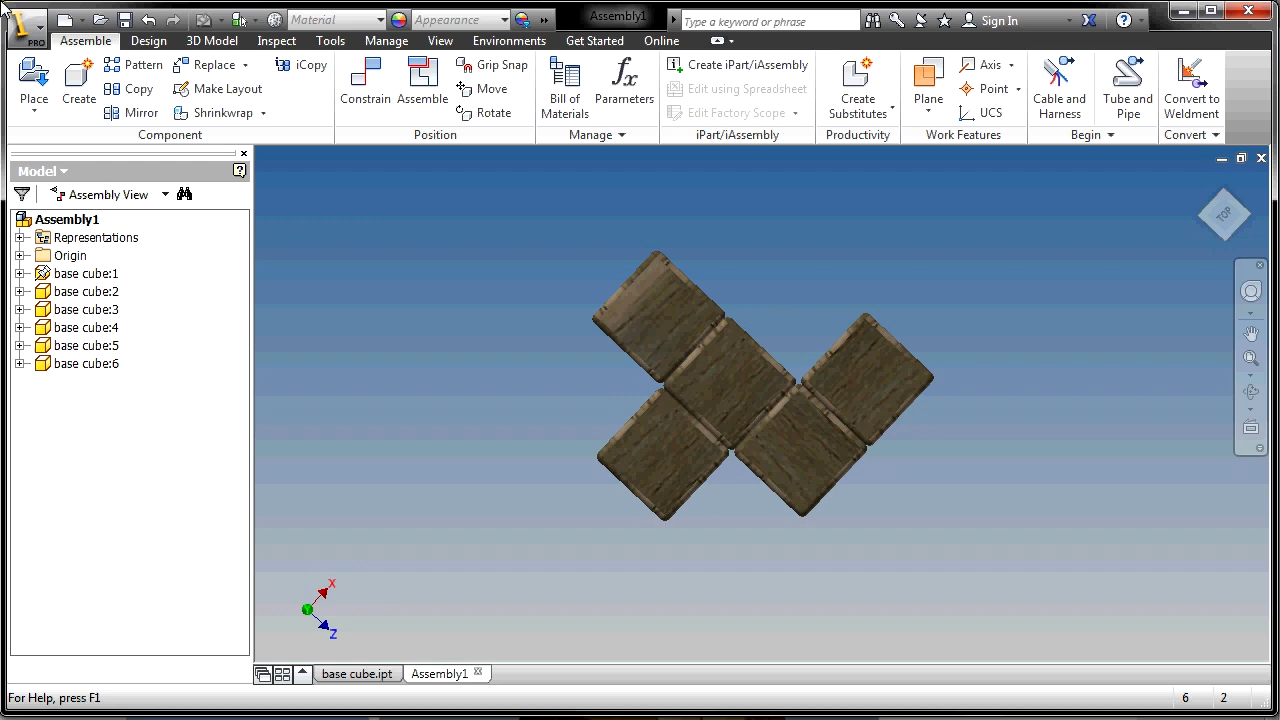 Material Appearance Assembly1 Type a keyword or phrase Sign In
PRO
Assemble Design 3D Model Inspect Tools Manage View Environments Get Started Online
Place
Create
Pattern
Copy
Mirror
Replace
Make Layout
Shrinkwrap
iCopy
Component
Constrain
Assemble
Grip Snap
Move
Rotate
Position
Bill of
Materials
fx
Parameters
Manage
Create iPart/iAssembly
Edit using Spreadsheet
Edit Factory Scope
iPart/iAssembly
Create
Substitutes
Productivity
Plane
Axis
Point
UCS
Work Features
Cable and
Harness
Tube and
Pipe
Begin
Convert to
Weldment
Convert
Model
Assembly View
Assembly1
Representations
Origin
base cube:1
base cube:2
base cube:3
base cube:4
base cube:5
base cube:6
TOP
X
Z
base cube.ipt Assembly1
For Help, press F1 6 2